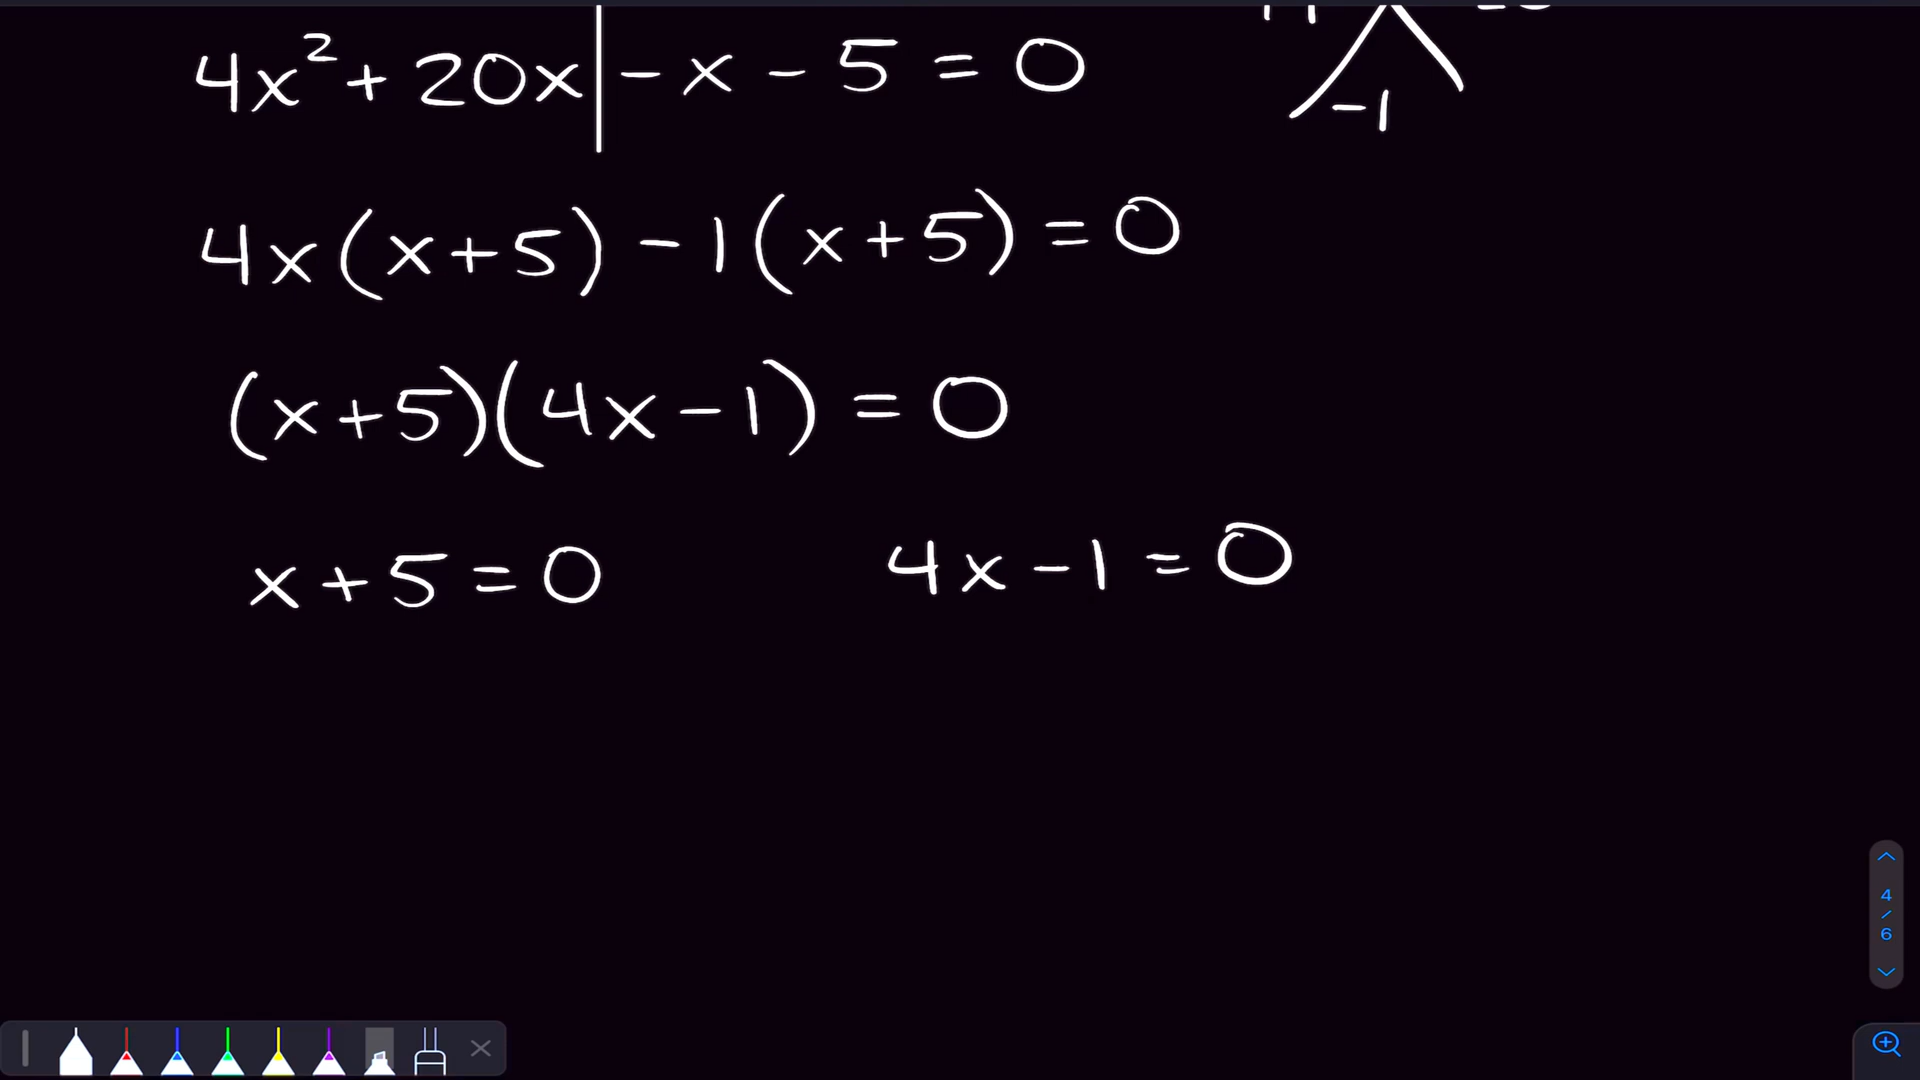 4x² + 20x | - x - 5 = 0
-1
4x(x+5) - 1(x+5) = 0
(x+5)(4x-1) = 0
x+5=0 4x-1=0
4
/
6